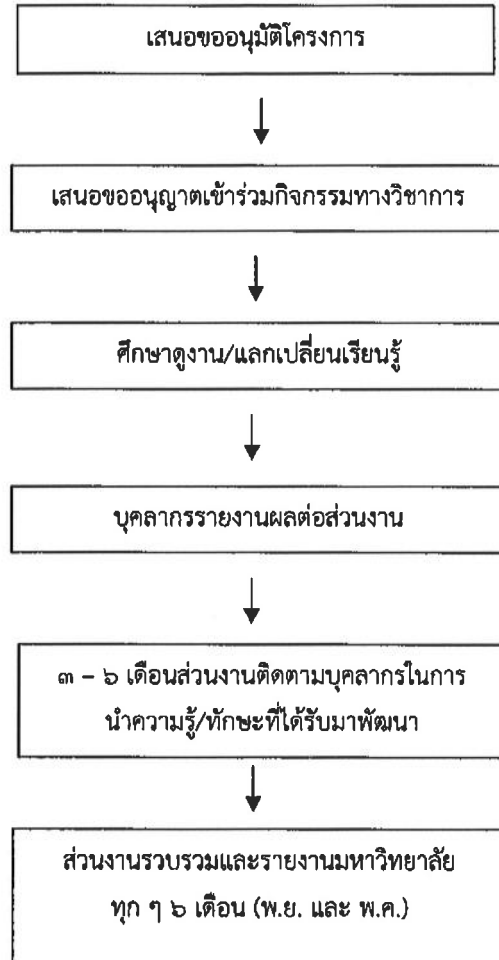 เสนอขออนุมัติโครงการ
เสนอขออนุญาตเข้าร่วมกิจกรรมทางวิชาการ
ศึกษาดูงาน/แลกเปลี่ยนเรียนรู้
บุคลากรรายงานผลต่อส่วนงาน
๓ – ๖ เดือนส่วนงานติดตามบุคลากรในการ
นำความรู้/ทักษะที่ได้รับมาพัฒนา
ส่วนงานรวบรวมและรายงานมหาวิทยาลัย
ทุก ๆ ๖ เดือน (พ.ย. และ พ.ค.)